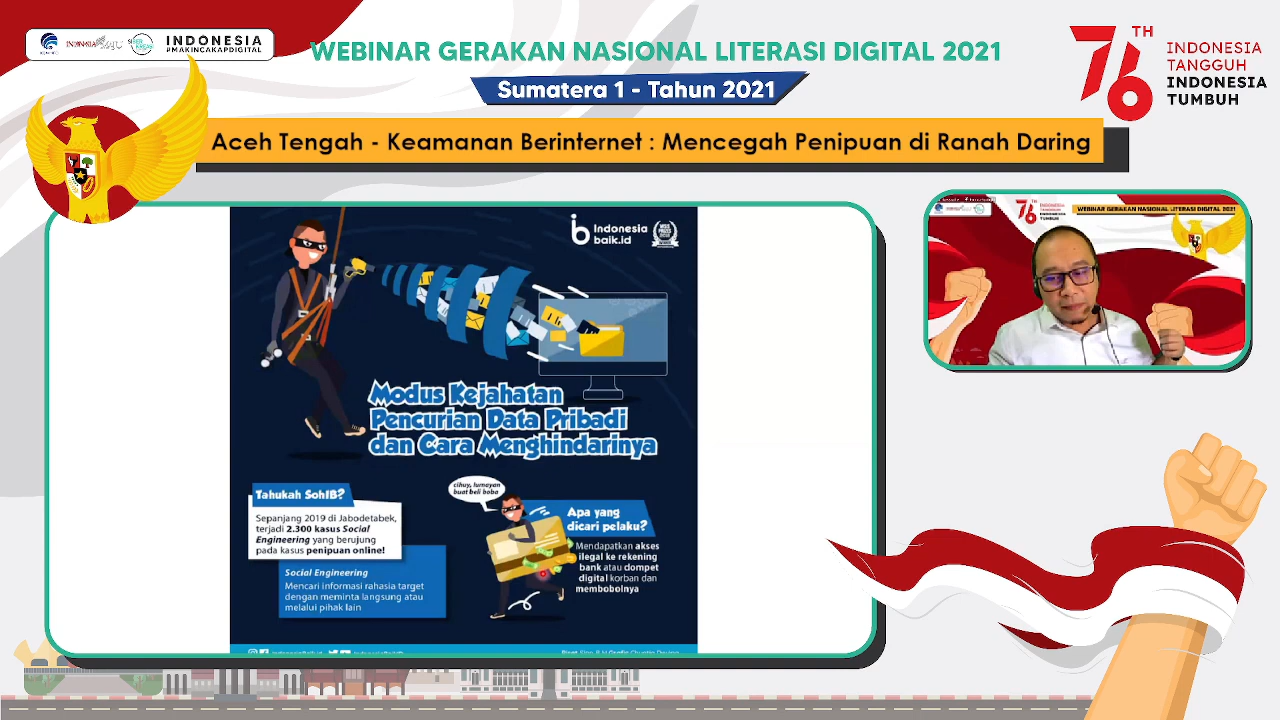 INDONESIA
#MAKINCAKAPDIGITAL
WEBINAR GERAKAN NASIONAL LITERASI DIGITAL 2021
Sumatera 1 - Tahun 2021
76TH
INDONESIA
TANGGUH
INDONESIA
TUMBUH
Aceh Tengah - Keamanan Berinternet : Mencegah Penipuan di Ranah Daring
Indonesia
baik.id
WEBINAR GERAKAN NASIONAL LITERASI DIGITAL 2021
Modus Kejahatan
Pencurian Data Pribadi
dan Cara Menghindarinya
Tahukah SohIB?
Sepanjang 2019 di Jabodetabek,
terjadi 2.300 kasus Social
Engineering yang berujung
pada kasus penipuan online!
Social Engineering
Mencari informasi rahasia target
dengan meminta langsung atau
melalui pihak lain
cihuy, lumayan
buat beli boba
Apa yang
dicari pelaku?
Mendapatkan akses
ilegal ke rekening
bank atau dompet
digital korban dan
membobolnya